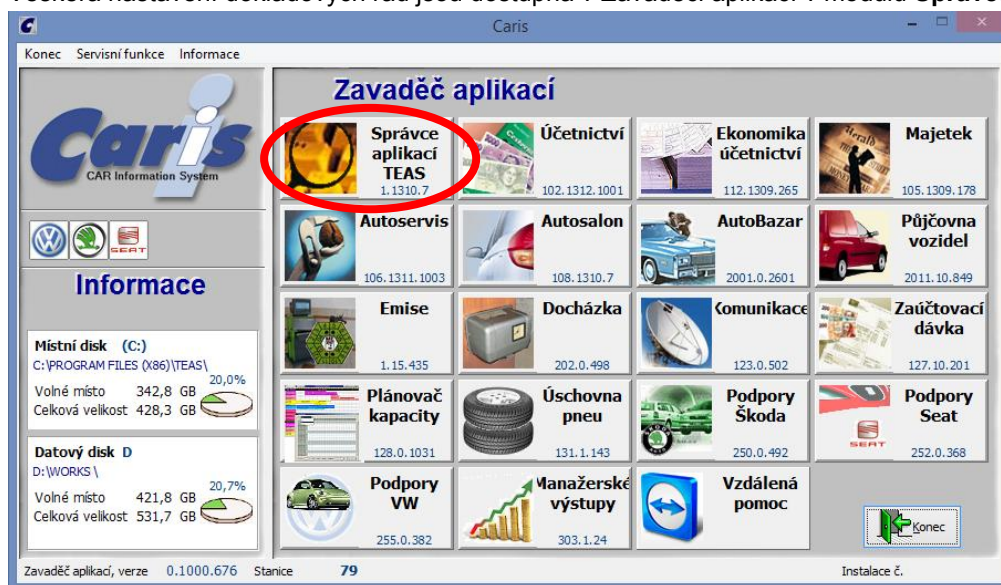 Caris
Konec Servisní funkce Informace
Caris
CAR Information System
SEAT
Informace
Místní disk (C:)
C:\PROGRAM FILES (X86)\TEAS\
20,0%
Volné místo 342,8 GB
Celková velikost 428,3 GB
Datový disk D
D:\WORKS \
20,7%
Volné místo 421,8 GB
Celková velikost 531,7 GB
Zavaděč aplikací
Správce
aplikací
TEAS
1.1310.7
Účetnictví
102.1312.1001
Ekonomika
účetnictví
112.1309.265
Majetek
105.1309.178
Autoservis
106.1311.1003
Autosalon
108.1310.7
AutoBazar
2001.0.2601
Půjčovna
vozidel
2011.10.849
Emise
1.15.435
Docházka
202.0.498
Komunikace
123.0.502
Zaúčtovací
dávka
127.10.201
Plánovač
kapacity
128.0.1031
Úschovna
pneu
131.1.143
Podpory
Škoda
250.0.492
SEAT
Podpory
Seat
252.0.368
Podpory
VW
255.0.382
Manažerské
výstupy
303.1.24
Vzdálená
pomoc
Konec
Zavaděč aplikací, verze 0.1000.676 Stanice 79 Instalace č.